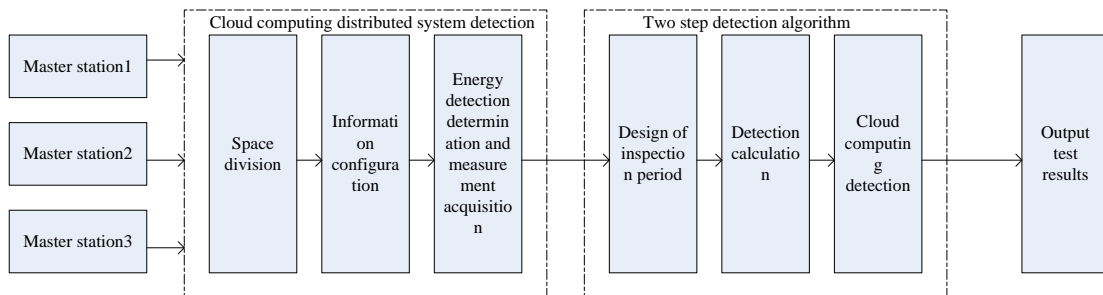 Cloud computing distributed system detection
Two step detection algorithm
Master station1
Master station2
Master station3
Space
division
Informati
on
configura
tion
Energy
detection
determin
ation and
measure
ment
acquisitio
n
Design of
inspectio
n period
Detection
calculatio
n
Cloud
computin
g
detection
Output
test
results